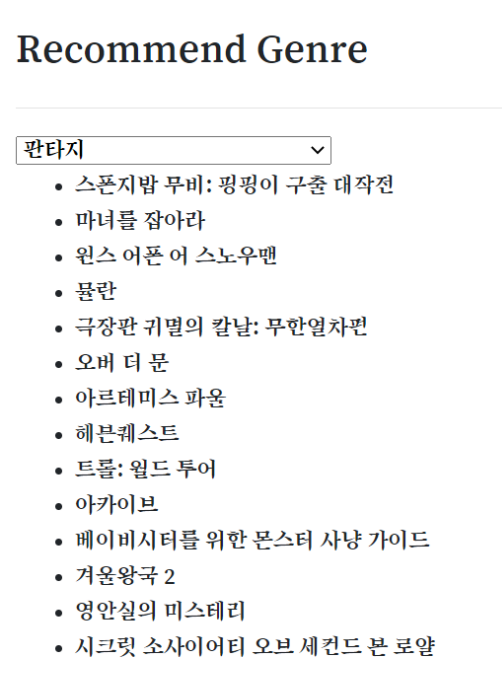 Recommend Genre
판타지
스폰지밥 무비: 핑핑이 구출 대작전
마녀를 잡아라
원스 어폰 어 스노우맨
뮬란
극장판 귀멸의 칼날: 무한열차편
오버 더 문
아르테미스 파울
헤븐퀘스트
트롤: 월드 투어
아카이브
베이비시터를 위한 몬스터 사냥 가이드
겨울왕국 2
영안실의 미스테리
시크릿 소사이어티 오브 세컨드 본 로얄